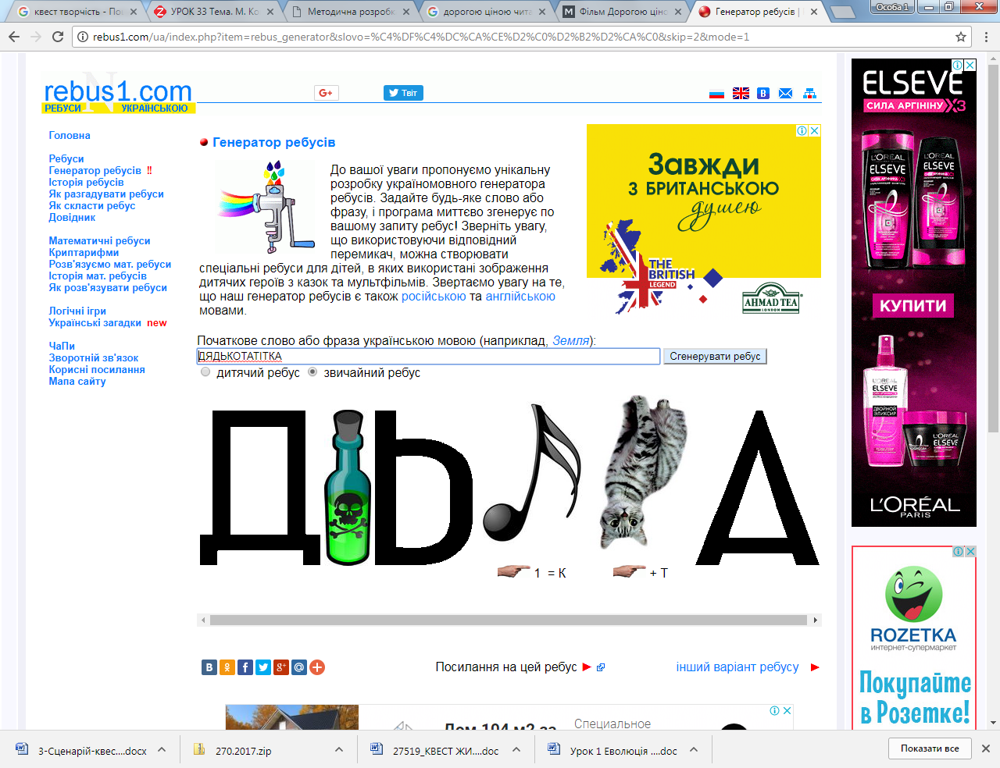 квест творчість - Пош
УРОК 33 Тема. М. Ко
Методична розробк
дорогою ціною чита
Фільм Дорогою ціно
Генератор ребусів |
Особа 1
rebus1.com/ua/index.php?item=rebus_generator&slovo=%C4%DF%C4%DC%CA%CE%D2%C0%D2%B2%D2%CA%C0&skip=2&mode=1
rebus1.com
РЕБУСИ УКРАЇНСЬКОЮ
G+
Твіт
B
Головна
Ребуси
Генератор ребусів !!
Історія ребусів
Як разгадувати ребуси
Як скласти ребус
Довідник
Математичні ребуси
Криптарифми
Розв'язуємо мат. ребуси
Історія мат. ребусів
Як розв'язувати ребуси
Логічні ігри
Українські загадки new
ЧаПи
Зворотній зв'язок
Корисні посилання
Мапа сайту
Генератор ребусів
До вашої уваги пропонуємо унікальну
розробку україномовного генератора
ребусів. Задайте будь-яке слово або
фразу, і програма миттєво згенерує по
вашому запиту ребус! Зверніть увагу,
що використовуючи відповідний
перемикач, можна створювати
спеціальні ребуси для дітей, в яких використані зображення
дитячих героїв з казок та мультфільмів. Звертаємо увагу на те,
що наш генератор ребусів є також російською та англійською
мовами.
Завжди
з британською
душею
THE
BRITISH
LEGEND
AHMAD TEA
LONDON
Початкове слово або фраза українською мовою (наприклад, Земля):
ДЯДЬКОТАТІТКА
Сгенерувати ребус
дитячий ребус звичайний ребус
Д Ь А
1 = К
+ Т
Посилання на цей ребус
інший варіант ребусу
Дом 104 м2 за
Специальное
ELSEVE
СИЛА АРГІНІНУ X3
L'ORÉAL
ELSEVE
L'ORÉAL
ELSEVE
КУПИТИ
ELSEVE
ELSEVE
L'ORÉAL
PARIS
ROZETKA
интернет-супермаркет
Покупайте
в Розетке!
3-Сценарій-квес....docx
270.2017.zip
27519_КВЕСТ ЖИ....doc
Урок 1 Еволюція ....doc
Показати все